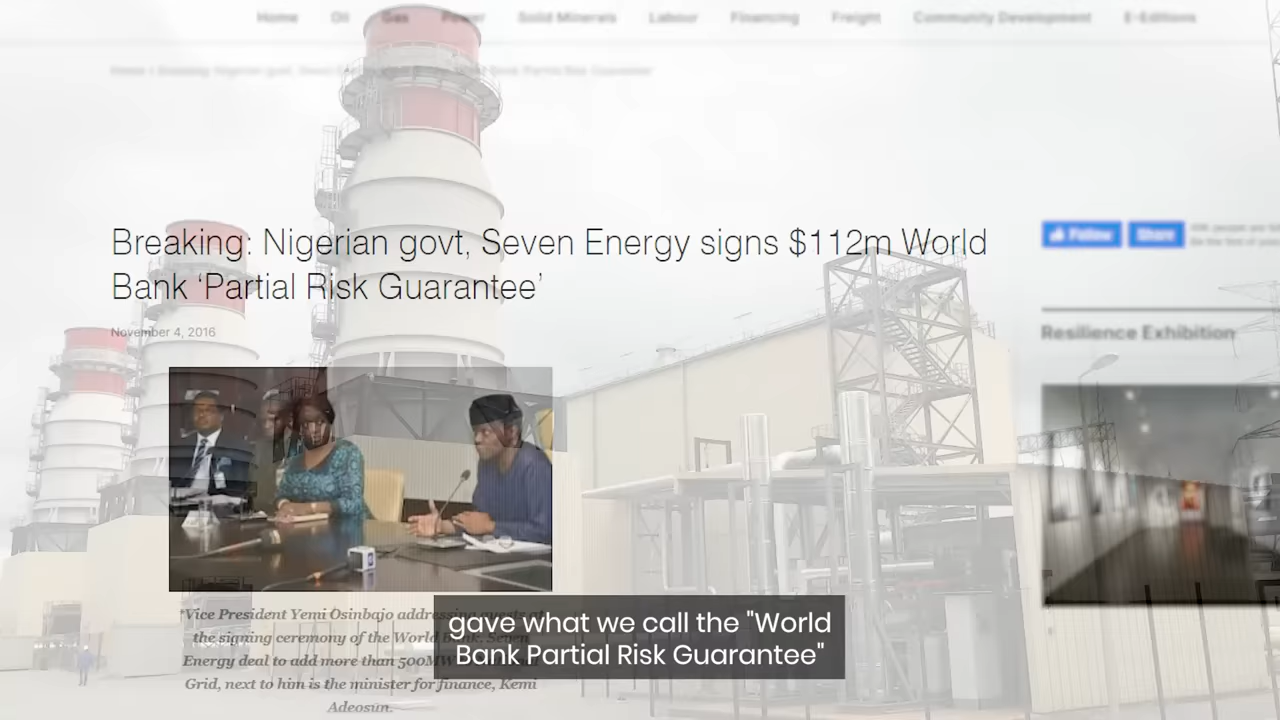 Home Oil Gas Power Solid Minerals Labour Financing Freight Community Development E-Editions
Breaking: Nigerian govt, Seven Energy signs $112m World
Bank ‘Partial Risk Guarantee’
November 4, 2016
Follow Share
Resilience Exhibition
*Vice President Yemi Osinbajo addressing guests at
the signing ceremony of the World Bank, Seven
Energy deal to add more than 500MW
Grid, next to him is the minister for finance, Kemi
Adeosun.
gave what we call the "World
Bank Partial Risk Guarantee"